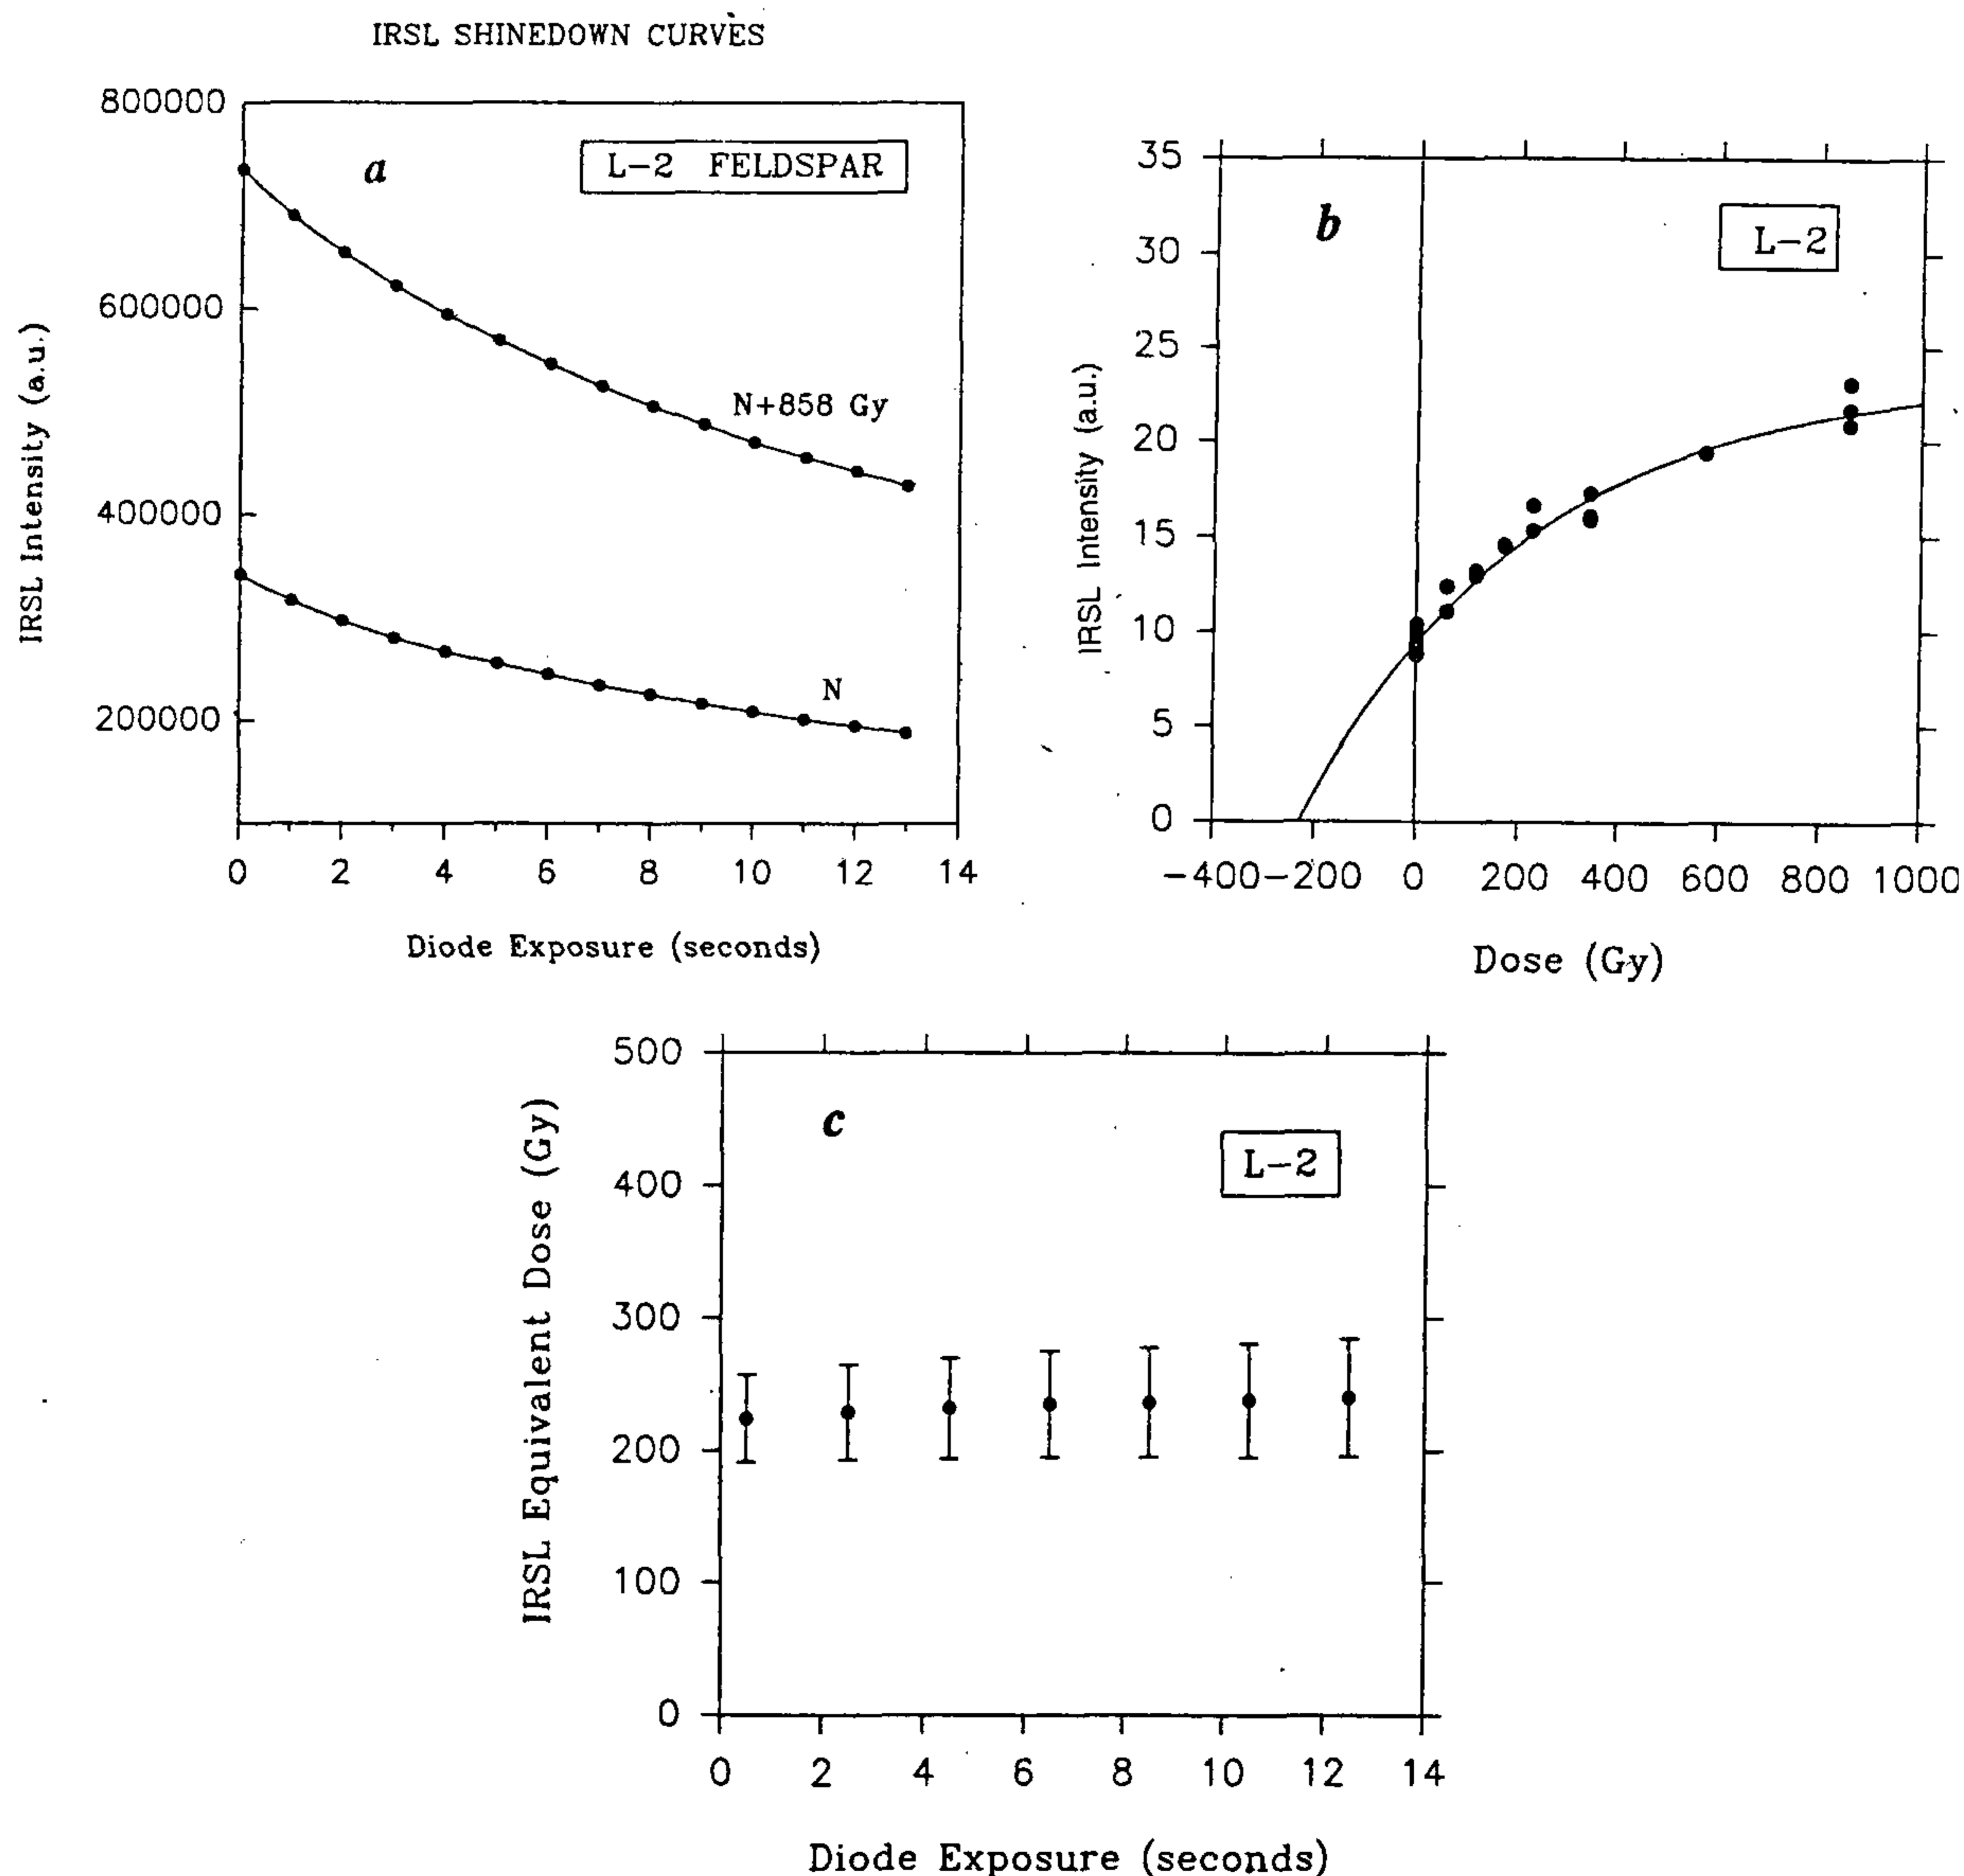 IRSL SHINEDOWN CURVES
800000
600000
400000
200000
IRSL Intensity (a.u.)
a
L-2 FELDSPAR
N+858 Gy
N
0 2 4 6 8 10 12 14
Diode Exposure (seconds)
35
30
25
20
15
10
5
0
IRSL Intensity (a.u.)
b
L-2
-400 -200 0 200 400 600 800 1000
Dose (Gy)
500
400
300
200
100
0
IRSL Equivalent Dose (Gy)
c
L-2
0 2 4 6 8 10 12 14
Diode Exposure (seconds)